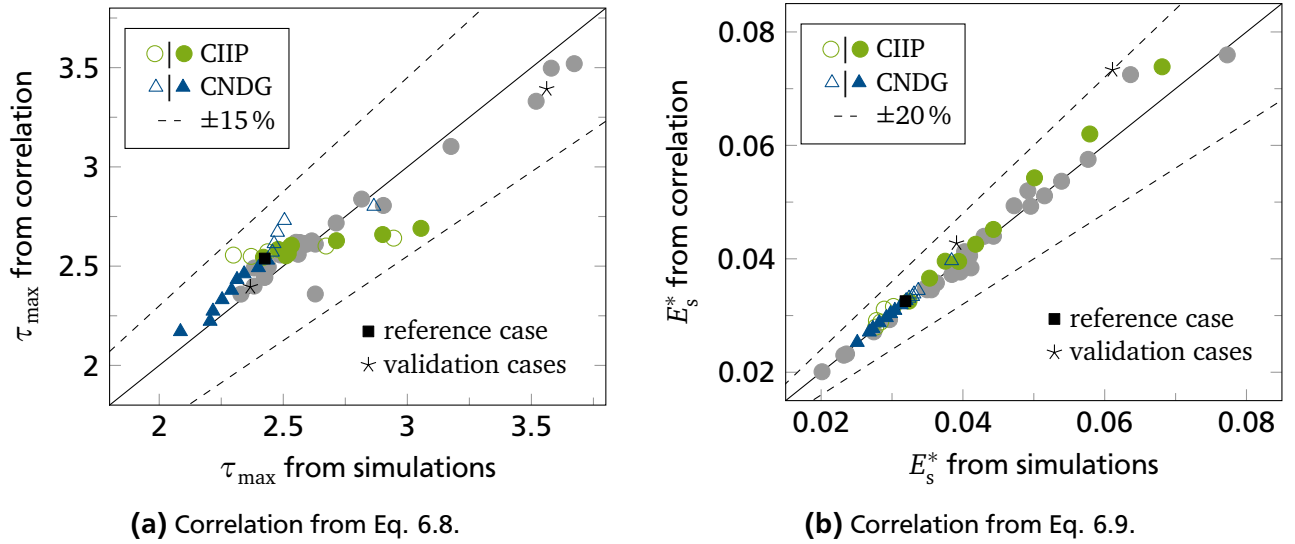 CIIP
CNDG
±15 %
reference case
validation cases
3.5
3
2.5
2
2
2.5
3
3.5
τmax from correlation
τmax from simulations
(a) Correlation from Eq. 6.8.
CIIP
CNDG
±20 %
reference case
validation cases
0.08
0.06
0.04
0.02
0.02
0.04
0.06
0.08
E*s from correlation
E*s from simulations
(b) Correlation from Eq. 6.9.